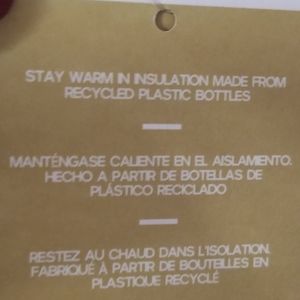 STAY WARM IN INSULATION MADE FROM
RECYCLED PLASTIC BOTTLES
MANTÉNGASE CALIENTE EN EL AISLAMIENTO.
HECHO A PARTIR DE BOTELLAS DE
PLÁSTICO RECICLADO
RESTEZ AU CHAUD DANS L'ISOLATION.
FABRIQUÉ À PARTIR DE BOUTEILLES EN
PLASTIQUE RECYCLÉ